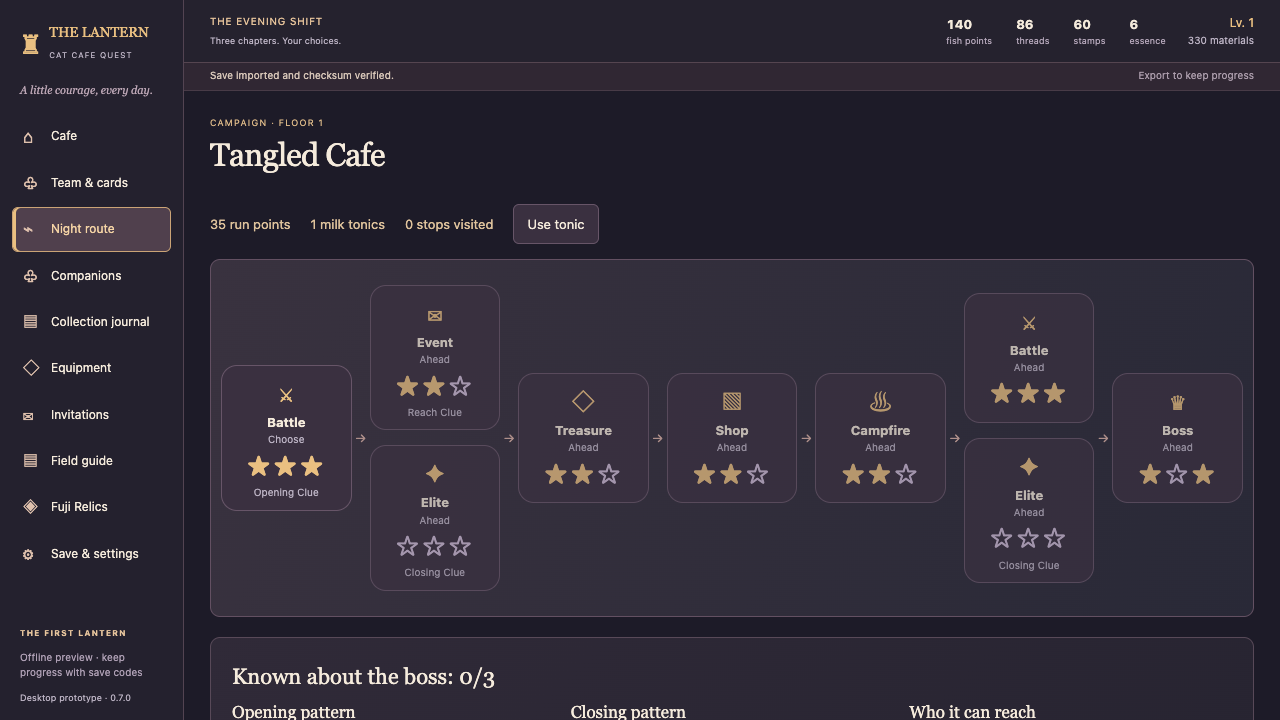 THE LANTERN
CAT CAFE QUEST
A little courage, every day.
Cafe
Team & cards
Night route
Companions
Collection journal
Equipment
Invitations
Field guide
Fuji Relics
Save & settings
THE FIRST LANTERN
Offline preview · keep
progress with save codes
Desktop prototype · 0.7.0
THE EVENING SHIFT
Three chapters. Your choices.
140
fish points
86
threads
60
stamps
6
essence
Lv. 1
330 materials
Save imported and checksum verified.
Export to keep progress
CAMPAIGN · FLOOR 1
Tangled Cafe
35 run points
1 milk tonics
0 stops visited
Use tonic
Battle
Choose
Opening Clue
Event
Ahead
Reach Clue
Elite
Ahead
Closing Clue
Treasure
Ahead
Shop
Ahead
Campfire
Ahead
Battle
Ahead
Elite
Ahead
Closing Clue
Boss
Ahead
Known about the boss: 0/3
Opening pattern
Closing pattern
Who it can reach